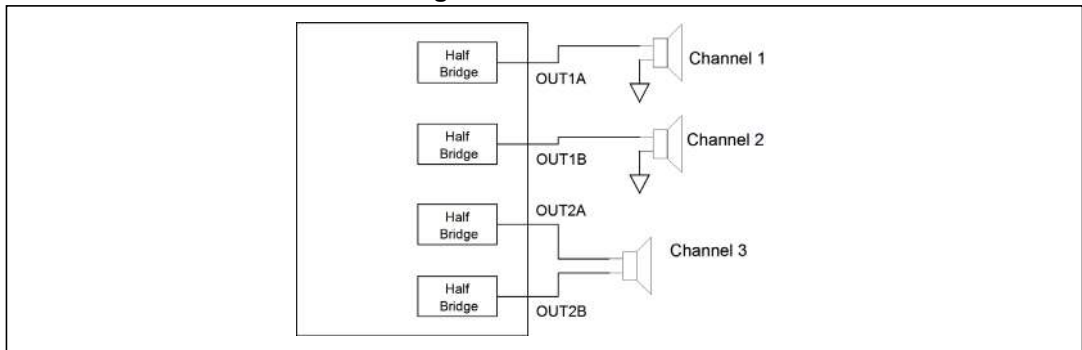 Half
Bridge
OUT1A
Channel 1
Half
Bridge
OUT1B
Channel 2
Half
Bridge
OUT2A
Channel 3
Half
Bridge
OUT2B